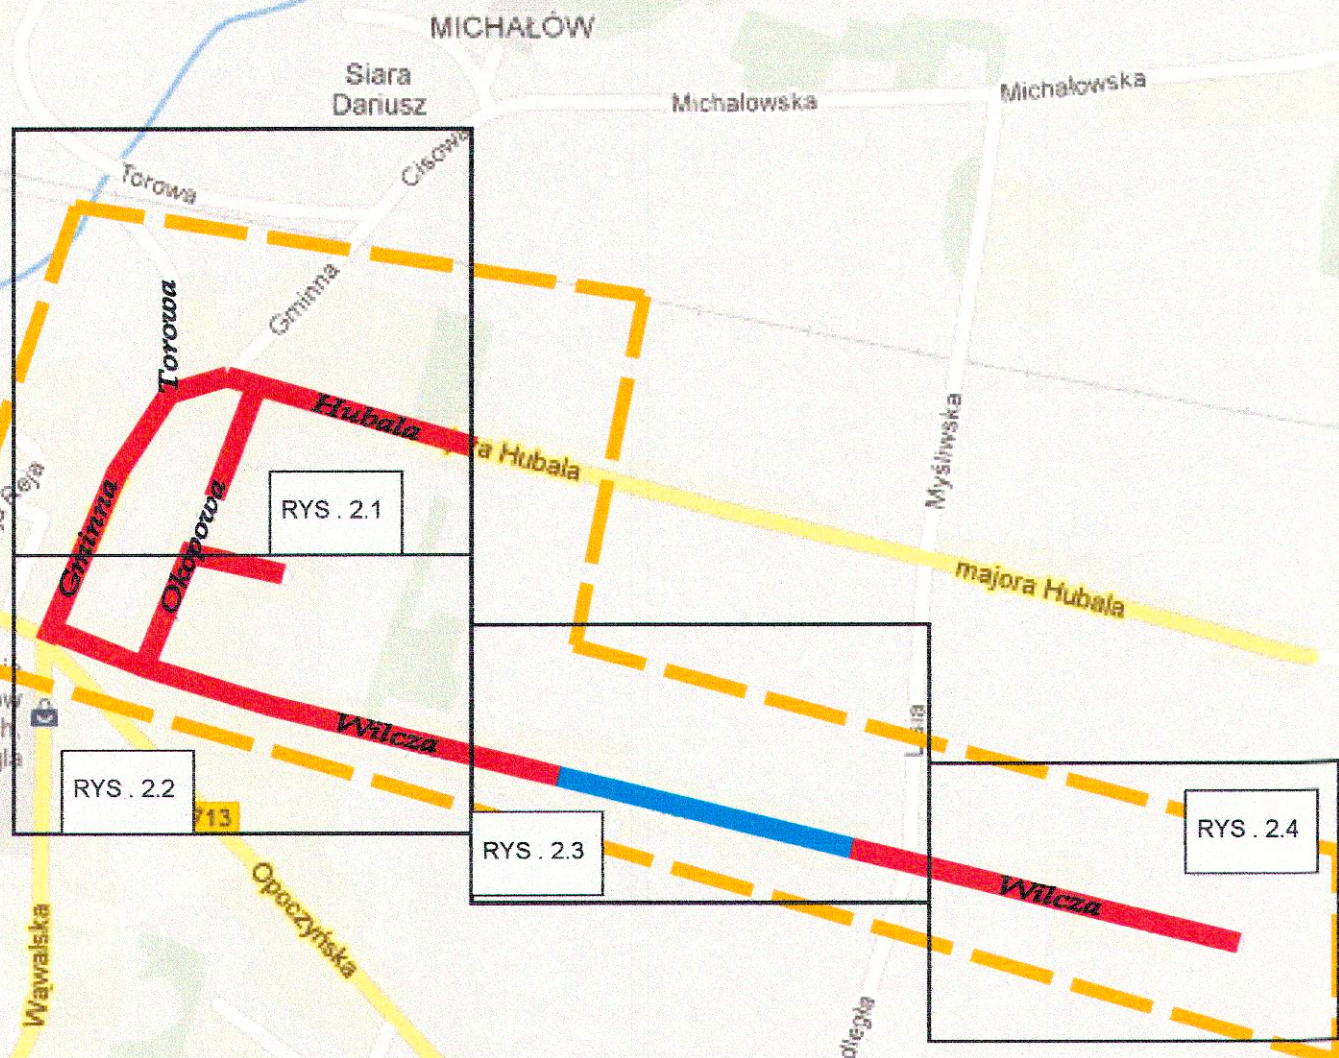 MICHAŁÓW
Siara
Dariusz
Michałowska
Michałowska
Cisowa
Torowa
Gminna
Torowa
Hubala
Hubala
Myśliwska
Reja
RYS . 2.1
Gminna
Okopowa
majora Hubala
Wilcza
RYS . 2.2
713
RYS . 2.3
RYS . 2.4
Wilcza
Opoczyńska
Wąwalska